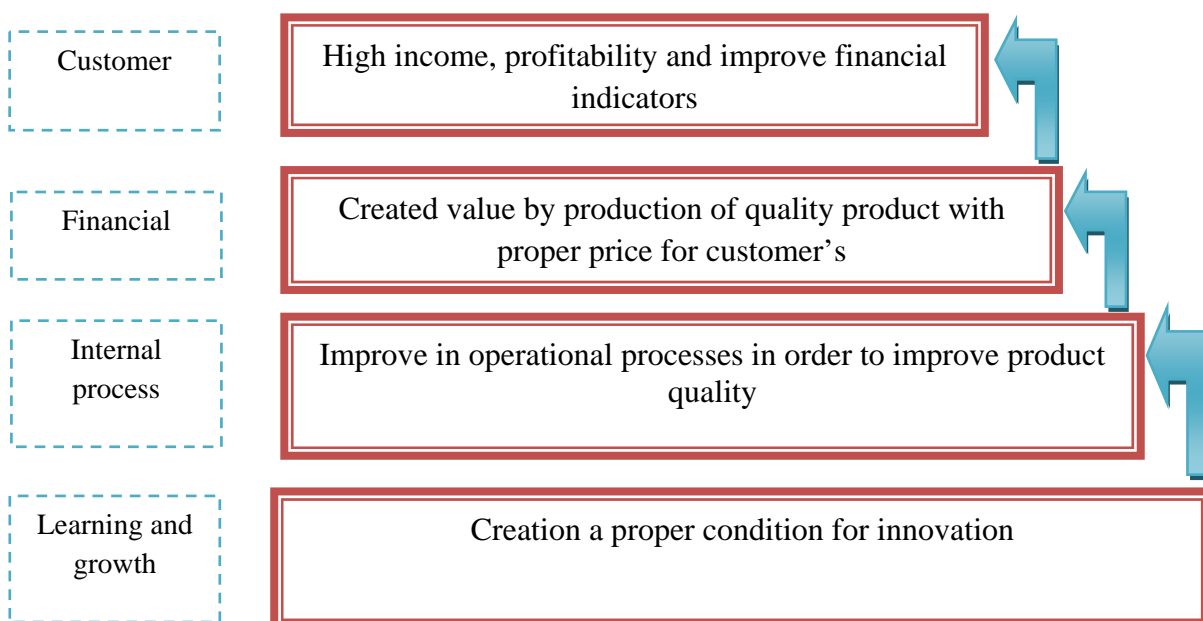 Customer
High income, profitability and improve financial
indicators
Financial
Created value by production of quality product with
proper price for customer's
Internal
process
Improve in operational processes in order to improve product
quality
Learning and
growth
Creation a proper condition for innovation